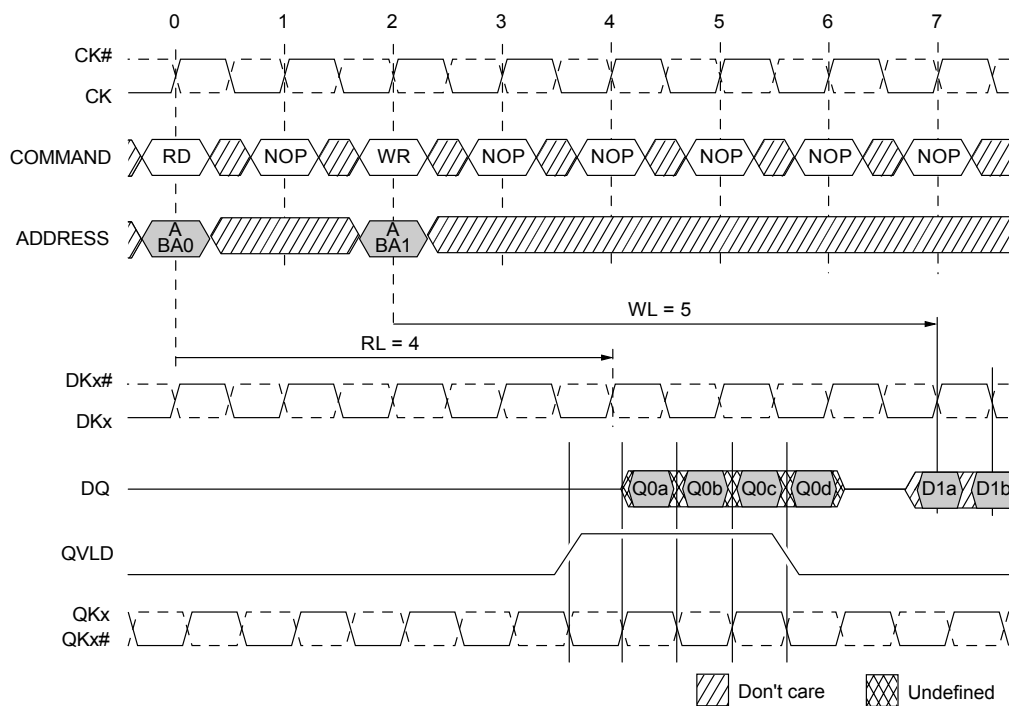 0 1 2 3 4 5 6 7
CK#
CK
COMMAND RD NOP WR NOP NOP NOP NOP NOP
ADDRESS A BA0 A BA1
WL = 5
RL = 4
DKx#
DKx
DQ Q0a Q0b Q0c Q0d D1a D1b
QVLD
QKx
QKx#
Don't care Undefined